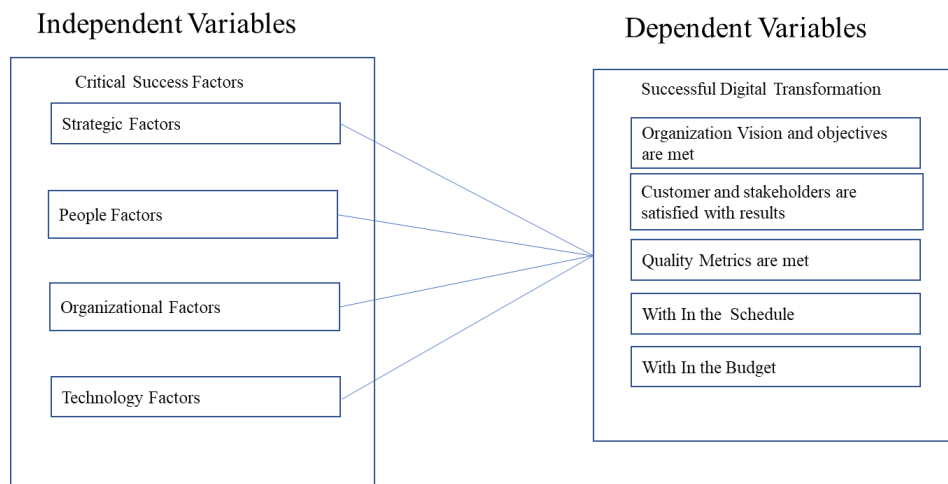 Independent Variables
Critical Success Factors
Strategic Factors
People Factors
Organizational Factors
Technology Factors
Dependent Variables
Successful Digital Transformation
Organization Vision and objectives
are met
Customer and stakeholders are
satisfied with results
Quality Metrics are met
With In the Schedule
With In the Budget